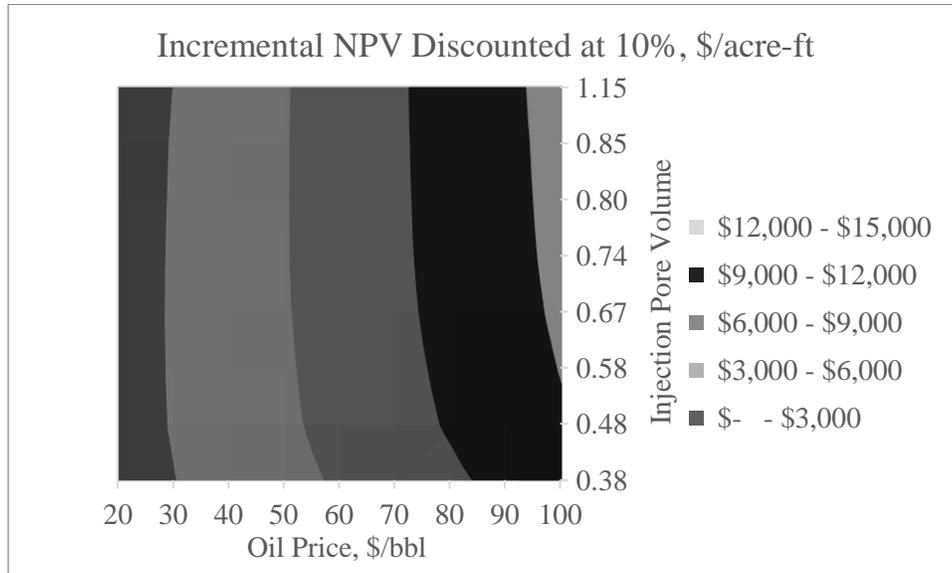 Incremental NPV Discounted at 10%, $/acre-ft
1.15
0.85
0.80
0.74
0.67
0.58
0.48
0.38
Injection Pore Volume
$12,000 - $15,000
$9,000 - $12,000
$6,000 - $9,000
$3,000 - $6,000
$- - $3,000
20 30 40 50 60 70 80 90 100
Oil Price, $/bbl